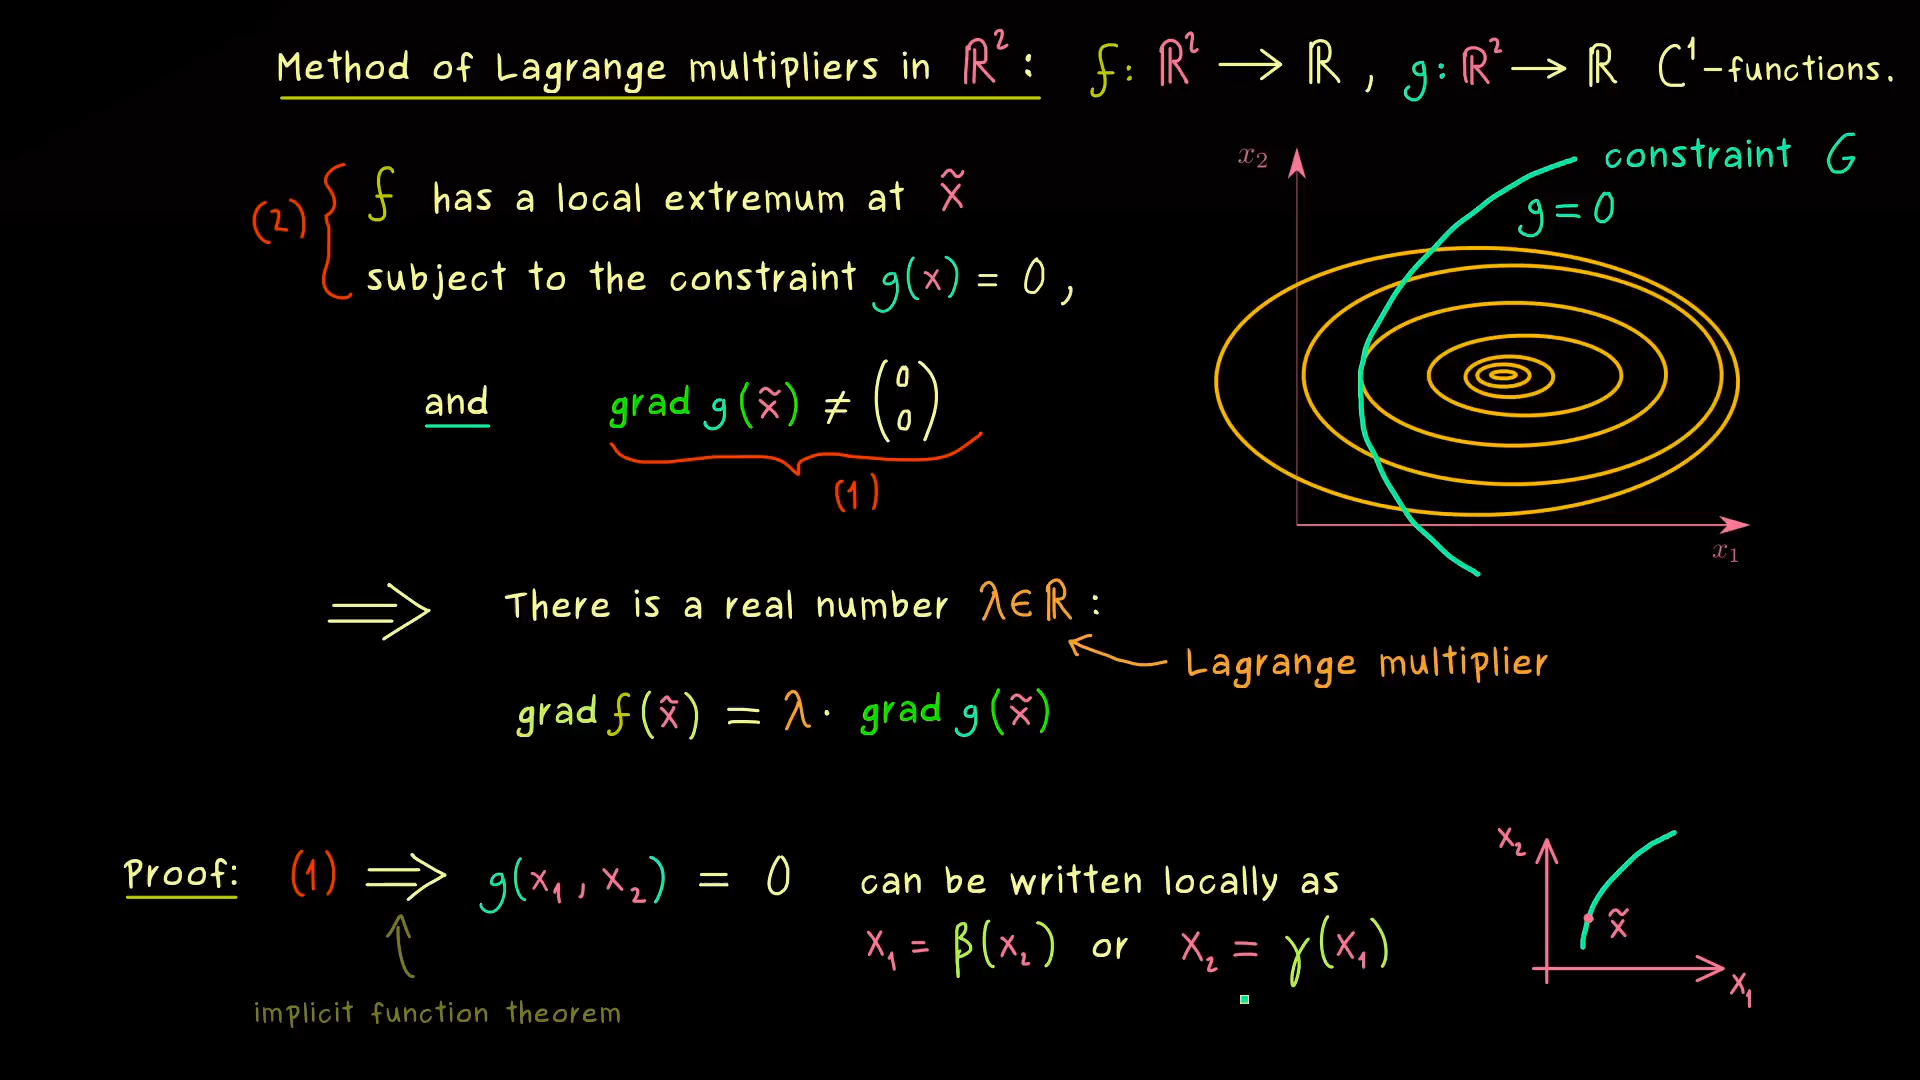 Method of Lagrange multipliers in ℝ²: f: ℝ² ⟶ ℝ, g: ℝ² ⟶ ℝ C¹-functions.
(2) { f has a local extremum at x̃
subject to the constraint g(x) = 0,
and grad g(x̃) ≠ (0 0)
(1)
x₂
constraint G
g = 0
x₁
⟹ There is a real number λ ∈ ℝ:
Lagrange multiplier
grad f(x̃) = λ · grad g(x̃)
Proof: (1) ⟹ g(x₁, x₂) = 0 can be written locally as
x₁ = β(x₂) or x₂ = γ(x₁)
implicit function theorem
x₂
x̃
x₁